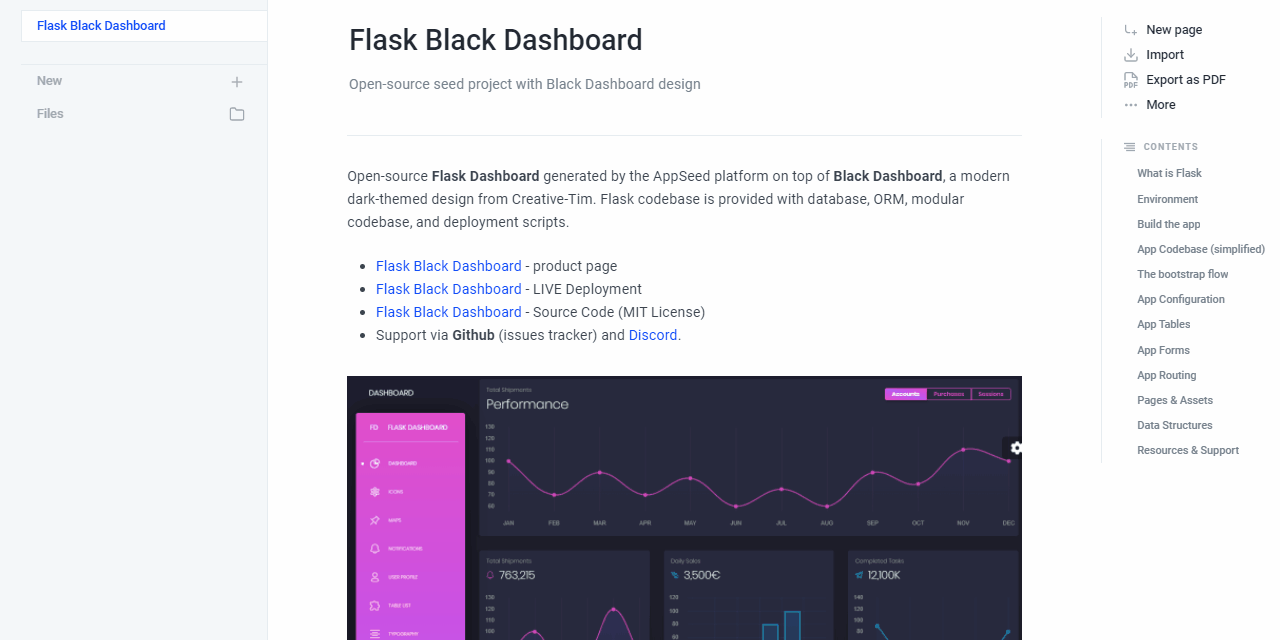 Flask Black Dashboard
New
Files
Flask Black Dashboard
Open-source seed project with Black Dashboard design
Open-source Flask Dashboard generated by the AppSeed platform on top of Black Dashboard, a modern
dark-themed design from Creative-Tim. Flask codebase is provided with database, ORM, modular
codebase, and deployment scripts.
Flask Black Dashboard - product page
Flask Black Dashboard - LIVE Deployment
Flask Black Dashboard - Source Code (MIT License)
Support via Github (issues tracker) and Discord.
DASHBOARD
FD FLASK DASHBOARD
DASHBOARD
ICONS
MAPS
NOTIFICATIONS
USER PROFILE
TABLE LIST
TYPOGRAPHY
Total Shipments
Performance
Accounts Purchases Sessions
130
120
110
100
90
80
70
60
JAN FEB MAR APR MAY JUN JUL AUG SEP OCT NOV DEC
Total Shipments
763,215
130
120
110
100
Daily Sales
3,500€
120
100
80
60
Completed Tasks
12,100K
140
120
100
80
New page
Import
PDF Export as PDF
More
CONTENTS
What is Flask
Environment
Build the app
App Codebase (simplified)
The bootstrap flow
App Configuration
App Tables
App Forms
App Routing
Pages & Assets
Data Structures
Resources & Support